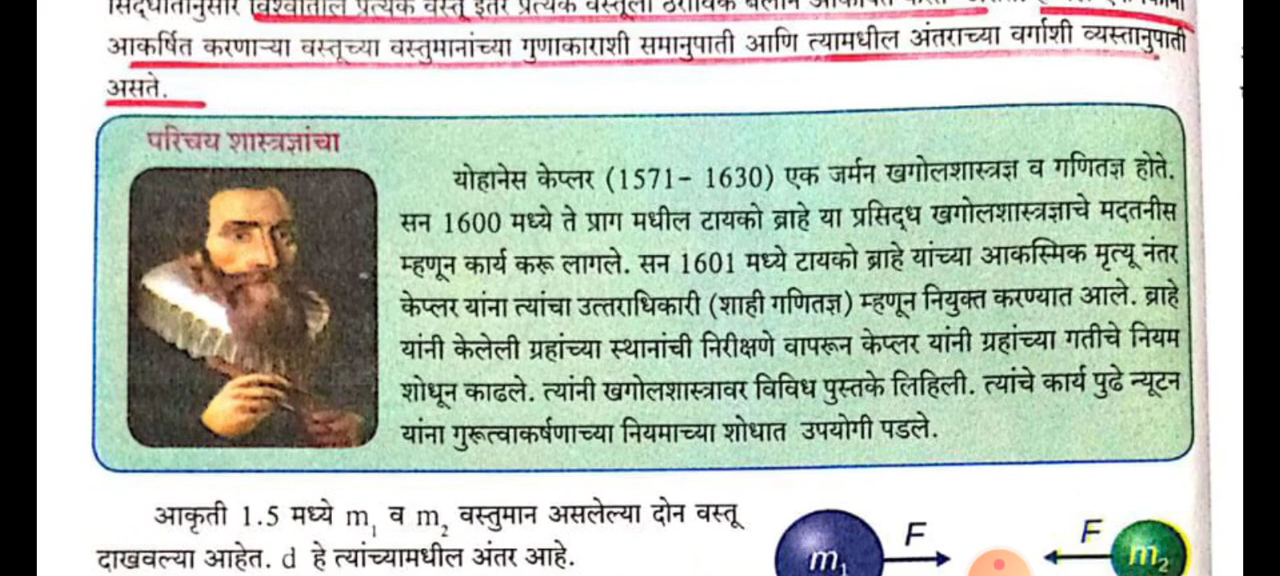 सिद्धांतानुसार विश्वातील प्रत्येक वस्तू इतर प्रत्येक वस्तूला ठराविक बलाने आकर्षित करत
आकर्षित करणाऱ्या वस्तूच्या वस्तुमानांच्या गुणाकाराशी समानुपाती आणि त्यामधील अंतराच्या वर्गाशी व्यस्तानुपाती
असते.
परिचय शास्त्रज्ञांचा
योहानेस केप्लर (1571- 1630) एक जर्मन खगोलशास्त्रज्ञ व गणितज्ञ होते.
सन 1600 मध्ये ते प्राग मधील टायको ब्राहे या प्रसिद्ध खगोलशास्त्रज्ञाचे मदतनीस
म्हणून कार्य करू लागले. सन 1601 मध्ये टायको ब्राहे यांच्या आकस्मिक मृत्यू नंतर
केप्लर यांना त्यांचा उत्तराधिकारी (शाही गणितज्ञ) म्हणून नियुक्त करण्यात आले. ब्राहे
यांनी केलेली ग्रहांच्या स्थानांची निरीक्षणे वापरून केप्लर यांनी ग्रहांच्या गतीचे नियम
शोधून काढले. त्यांनी खगोलशास्त्रावर विविध पुस्तके लिहिली. त्यांचे कार्य पुढे न्यूटन
यांना गुरूत्वाकर्षणाच्या नियमाच्या शोधात उपयोगी पडले.
आकृती 1.5 मध्ये m₁ व m₂ वस्तुमान असलेल्या दोन वस्तू
दाखवल्या आहेत. d हे त्यांच्यामधील अंतर आहे.
m₁ F F m₂